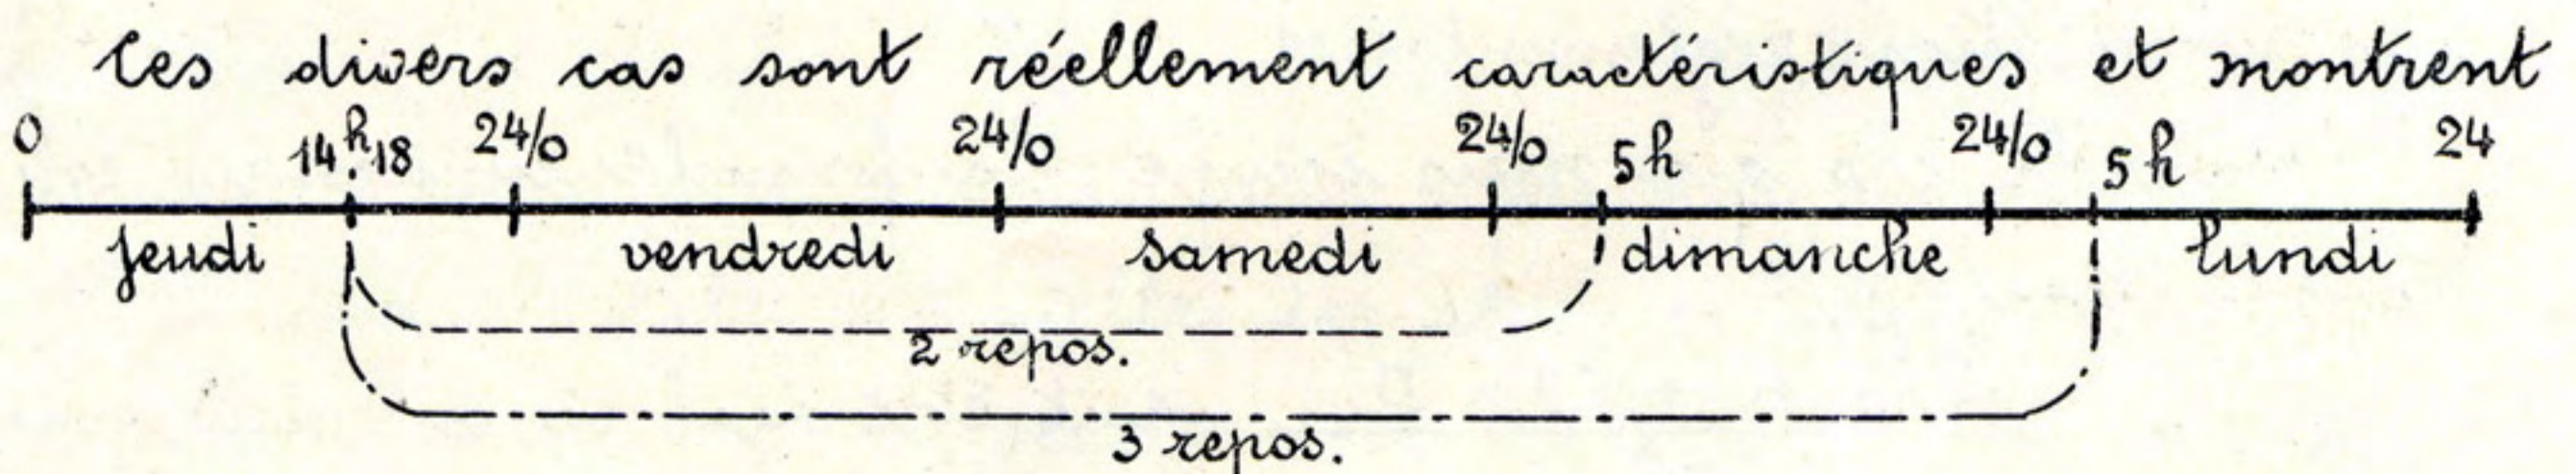 Ces divers cas sont réellement caractéristiques et montrent
0 14h.18 24/0 24/0 24/0 5h 24/0 5h 24
jeudi vendredi samedi dimanche lundi
2 repos.
3 repos.